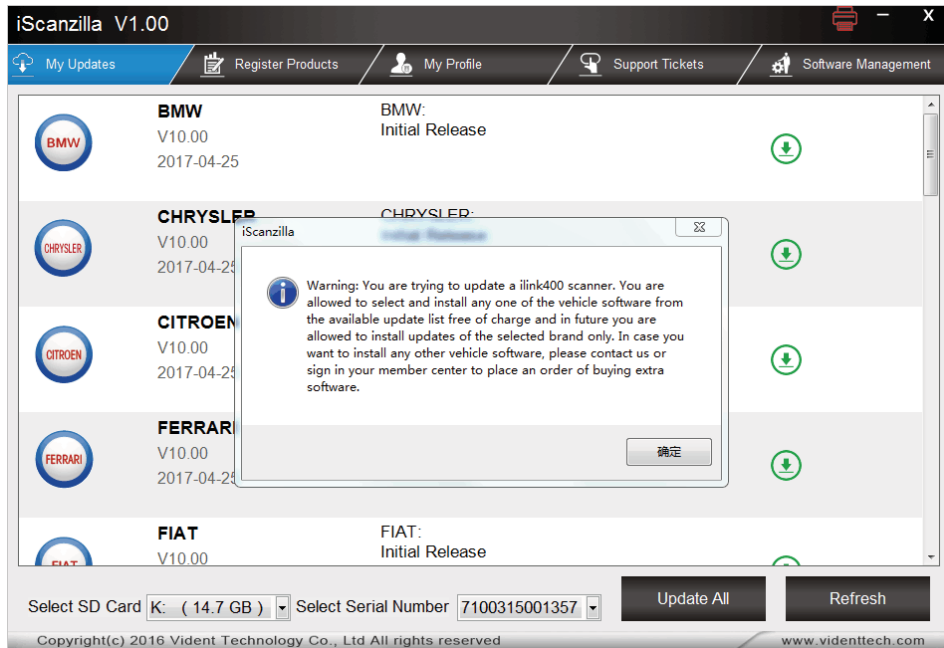 iScanzilla V1.00
X
My Updates
Register Products
My Profile
Support Tickets
Software Management
BMW
BMW
V10.00
2017-04-25
BMW:
Initial Release
CHRYSLER
CHRYSLER
V10.00
2017-04-25
CHRYSLER:
Initial Release
iScanzilla
Warning: You are trying to update a ilink400 scanner. You are
allowed to select and install any one of the vehicle software from
the available update list free of charge and in future you are
allowed to install updates of the selected brand only. In case you
want to install any other vehicle software, please contact us or
sign in your member center to place an order of buying extra
software.
确定
CITROEN
CITROEN
V10.00
2017-04-25
FERRARI
FERRARI
V10.00
2017-04-25
FIAT
FIAT
V10.00
FIAT:
Initial Release
Select SD Card K: ( 14.7 GB ) Select Serial Number 7100315001357
Update All
Refresh
Copyright(c) 2016 Vident Technology Co., Ltd All rights reserved
www.videnttech.com